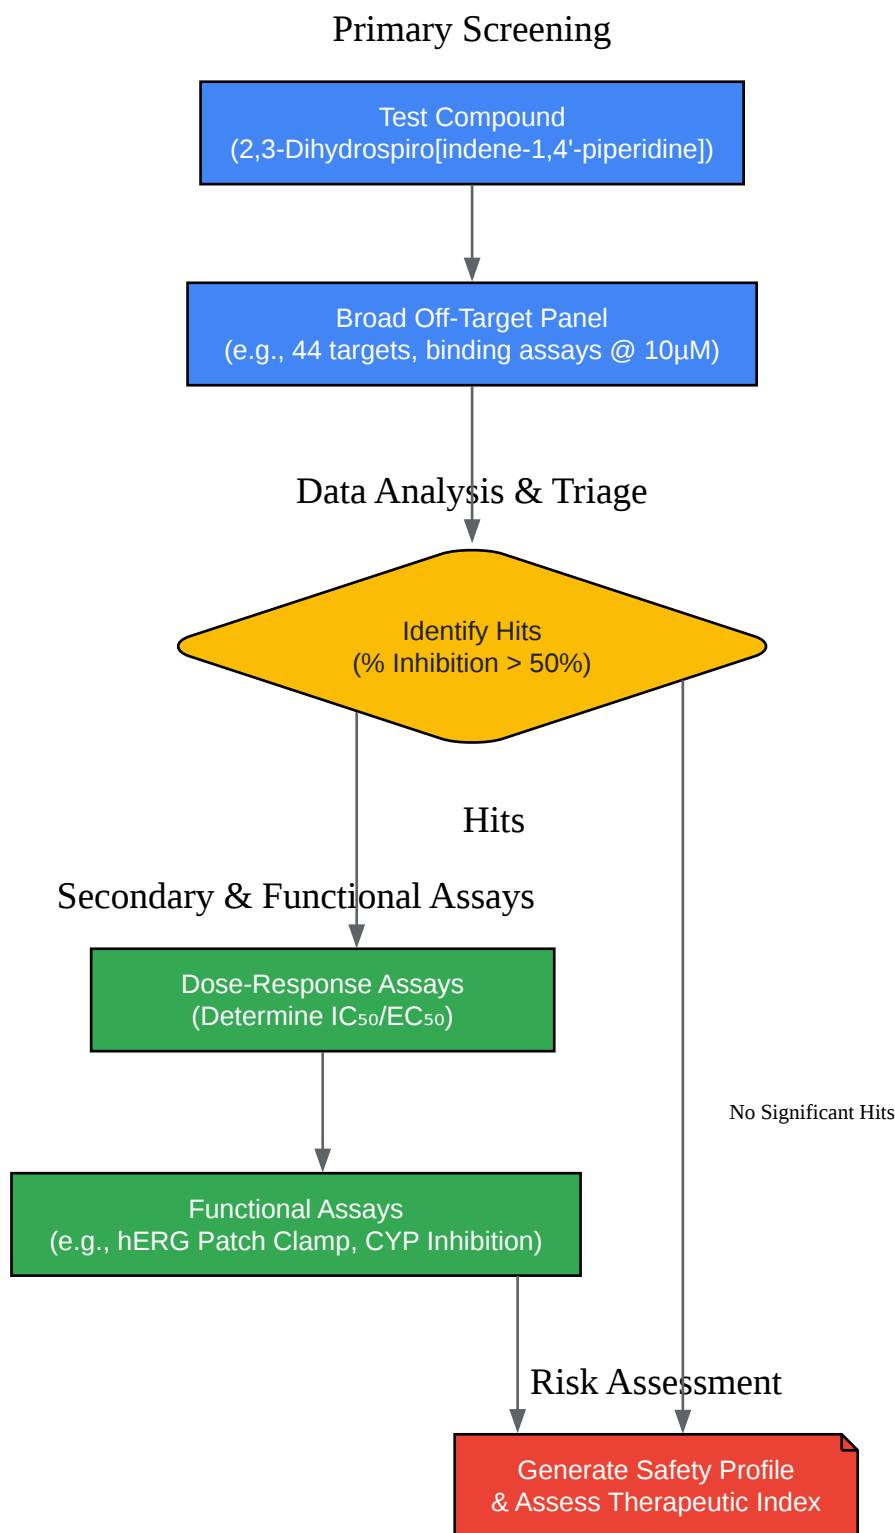 Primary Screening
Test Compound
(2,3-Dihydrospiro[indene-1,4'-piperidine])
Broad Off-Target Panel
(e.g., 44 targets, binding assays @ 10µM)
Data Analysis & Triage
Identify Hits
(% Inhibition > 50%)
Hits
Secondary & Functional Assays
Dose-Response Assays
(Determine IC₅₀/EC₅₀)
No Significant Hits
Functional Assays
(e.g., hERG Patch Clamp, CYP Inhibition)
Risk Assessment
Generate Safety Profile
& Assess Therapeutic Index